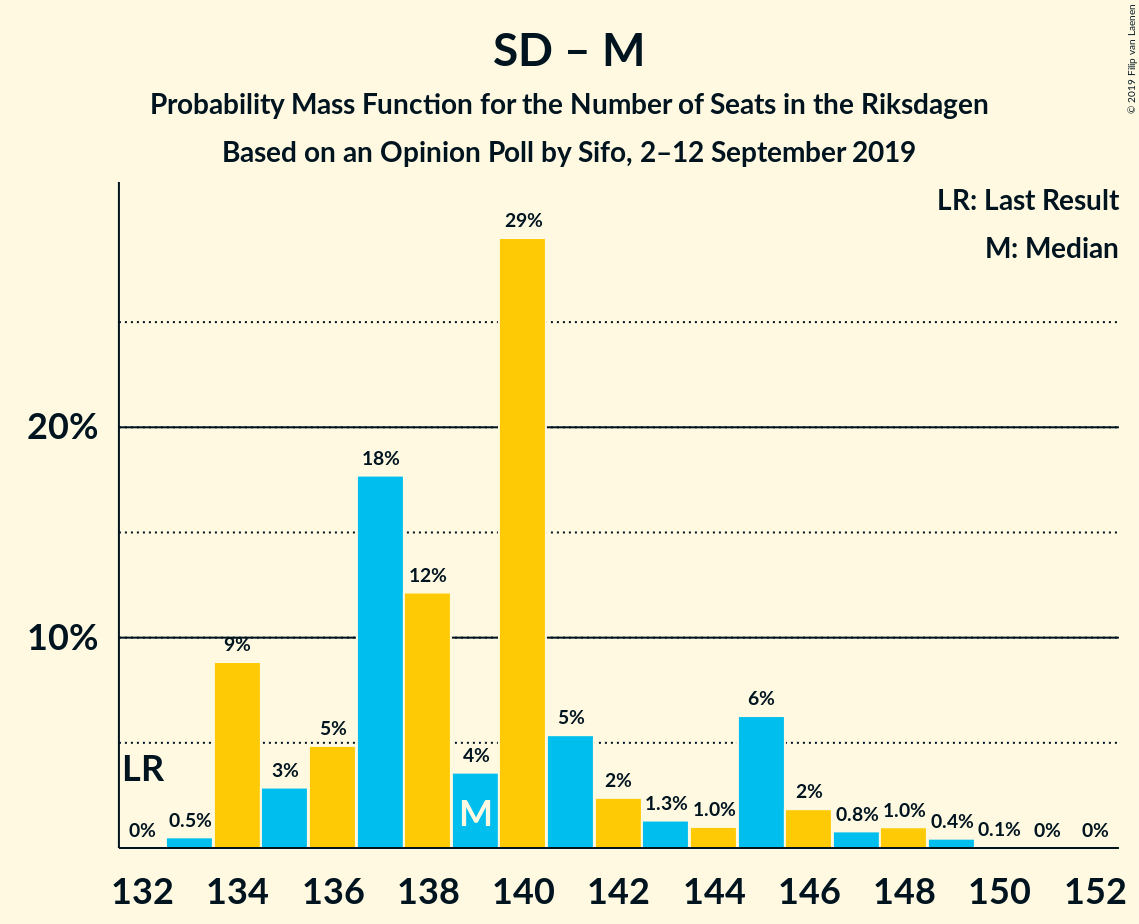 SD – M
Probability Mass Function for the Number of Seats in the Riksdagen
Based on an Opinion Poll by Sifo, 2–12 September 2019
© 2019 Filip van Laenen
LR: Last Result
M: Median
29%
20%
18%
12%
10%
9%
6%
5%
5%
4%
3%
2%
2%
1.3%
1.0%
0.8%
1.0%
0.4%
0.5%
0.1%
0%
0%
0%
LR
M
132 134 136 138 140 142 144 146 148 150 152